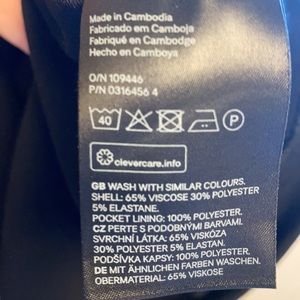 Made in Cambodia
Fabricado em Camboja
Fabriqué en Cambodge
Hecho en Camboya
O/N 109446
P/N 0316456 4
40
P
clevercare.info
GB WASH WITH SIMILAR COLOURS.
SHELL: 65% VISCOSE 30% POLYESTER
5% ELASTANE.
POCKET LINING: 100% POLYESTER.
CZ PERTE S PODOBNÝMI BARVAMI.
SVRCHNÍ LÁTKA: 65% VISKÓZA
30% POLYESTER 5% ELASTAN.
PODŠÍVKA KAPSY: 100% POLYESTER.
DE MIT ÄHNLICHEN FARBEN WASCHEN.
OBERMATERIAL: 65% VISKOSE